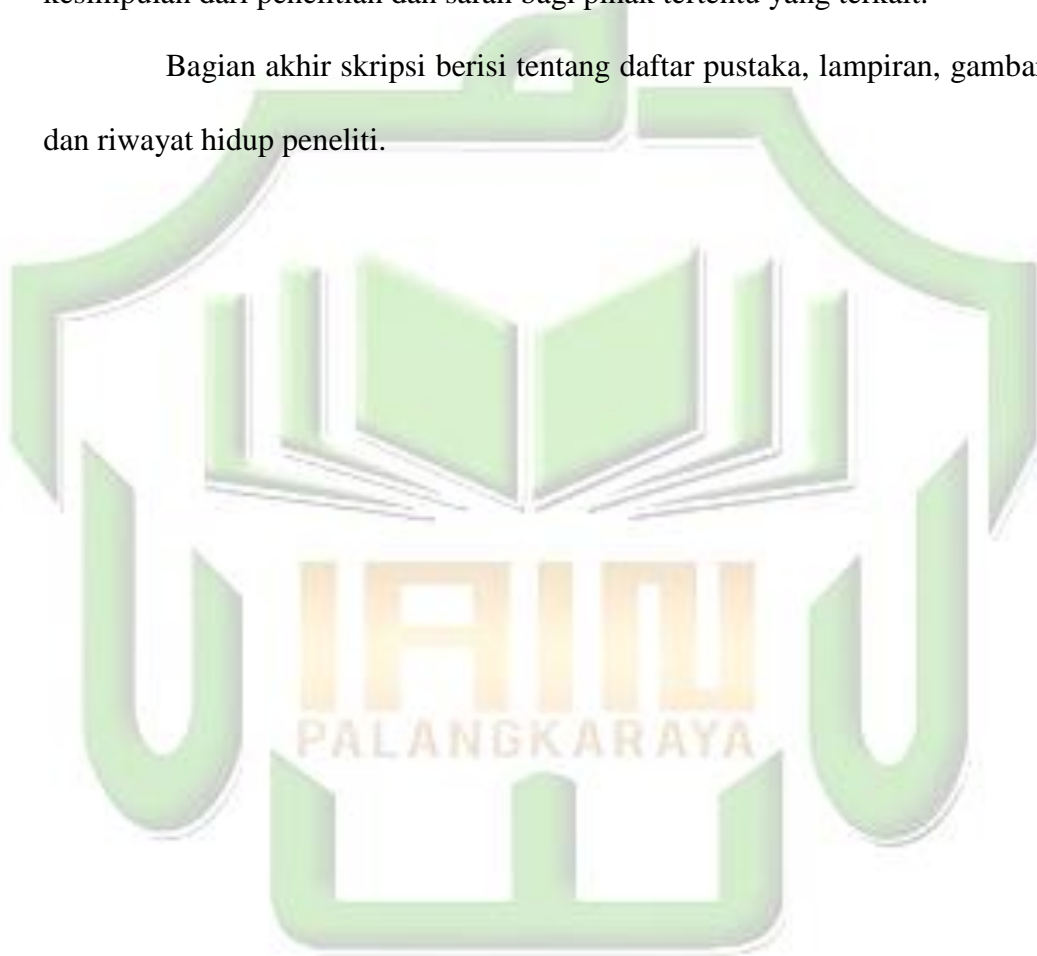 kesimpulan dari penelitian dan saran bagi pihak tertentu yang terkait.
Bagian akhir skripsi berisi tentang daftar pustaka, lampiran, gambar
dan riwayat hidup peneliti.
IAIN
PALANGKARAYA